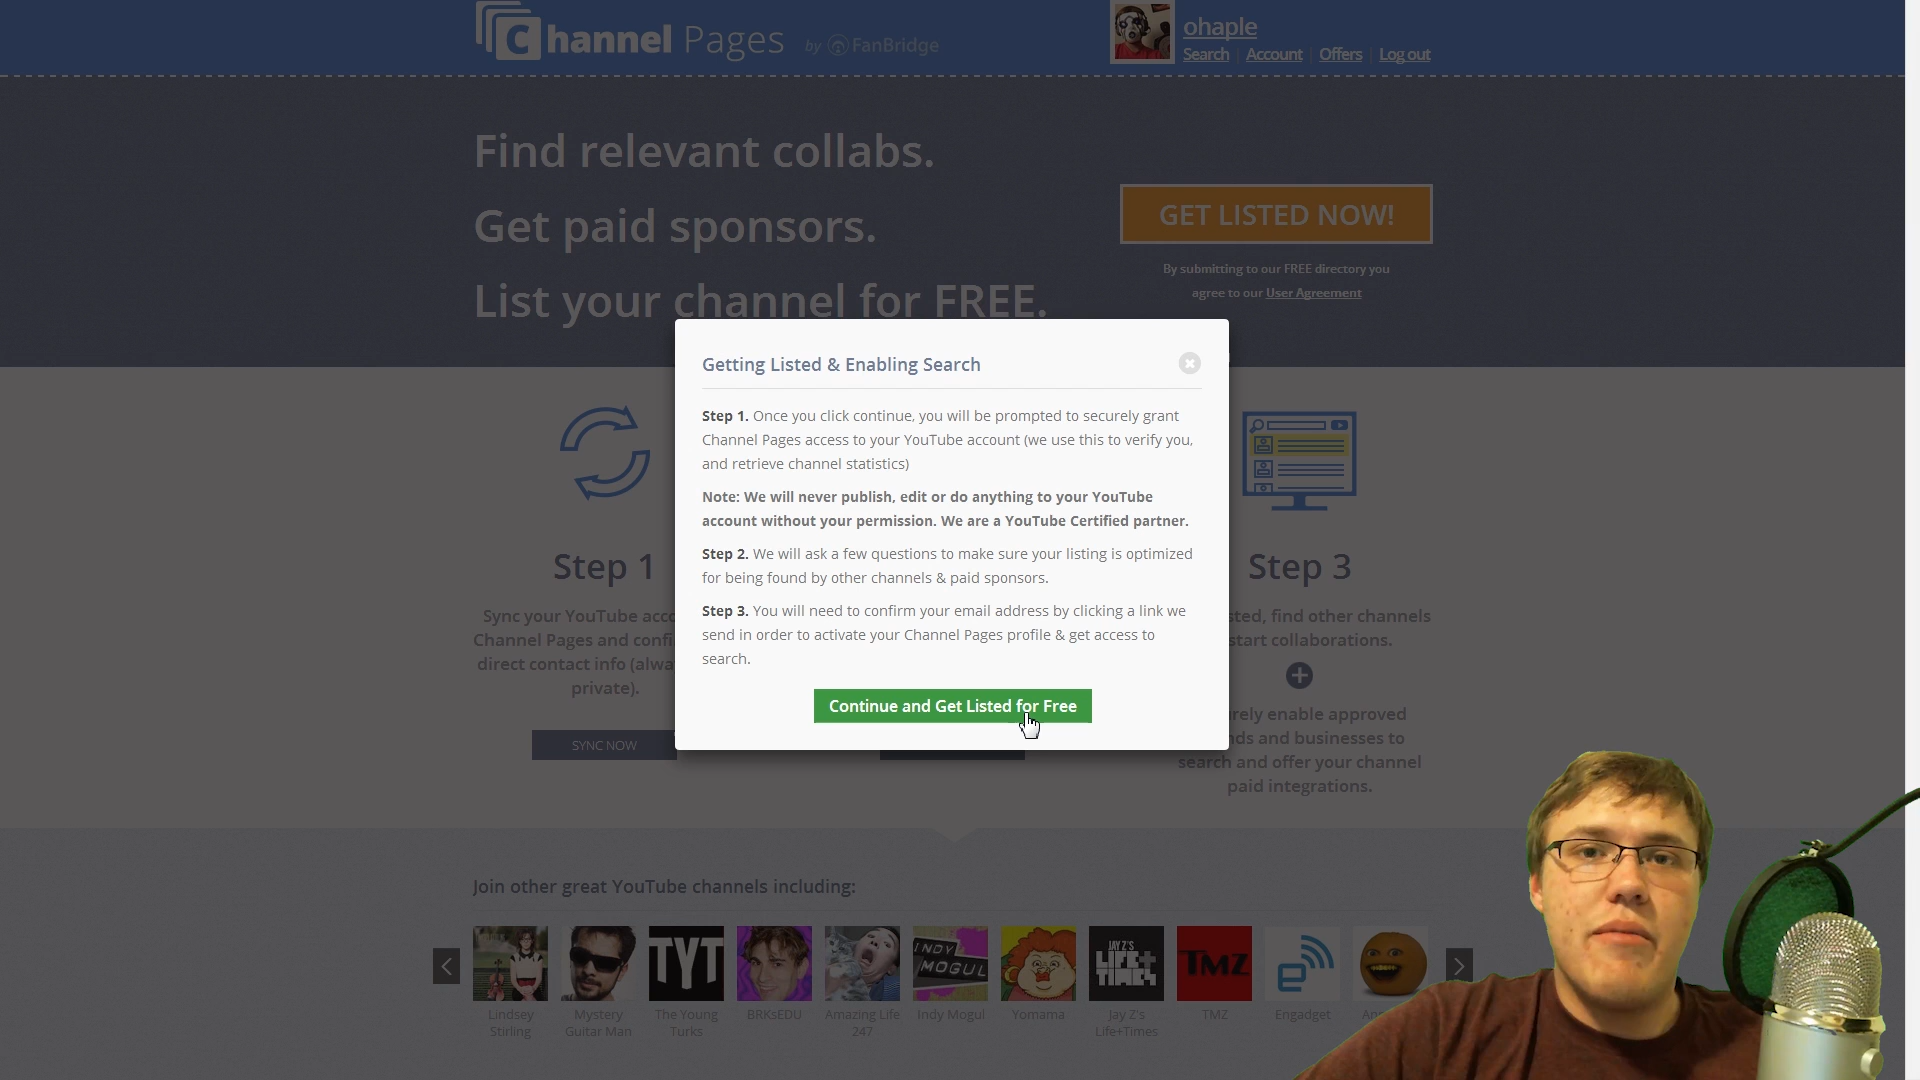 Channel Pages by FanBridge
ohaple
Search | Account | Offers | Log out
Find relevant collabs.
Get paid sponsors.
List your channel for FREE.
GET LISTED NOW!
By submitting to our FREE directory you
agree to our User Agreement
Getting Listed & Enabling Search
Step 1. Once you click continue, you will be prompted to securely grant
Channel Pages access to your YouTube account (we use this to verify you,
and retrieve channel statistics)
Note: We will never publish, edit or do anything to your YouTube
account without your permission. We are a YouTube Certified partner.
Step 2. We will ask a few questions to make sure your listing is optimized
for being found by other channels & paid sponsors.
Step 3. You will need to confirm your email address by clicking a link we
send in order to activate your Channel Pages profile & get access to
search.
Continue and Get Listed for Free
Step 1
Sync your YouTube
Channel Pages and
direct contact info
private).
SYNC NOW
Step 3
find other channels
start collaborations.
enable approved
and businesses to
search and offer your channel
paid integrations.
Join other great YouTube channels including:
TYT
INDY
MOGUL
JAY Z'S
LIFE+
TIMES
TMZ
Lindsey
Stirling
Mystery
Guitar Man
The Young
Turks
BRKsEDU
Amazing Life
247
Indy Mogul
Yomama
Jay Z's
Life+Times
TMZ
Engadget